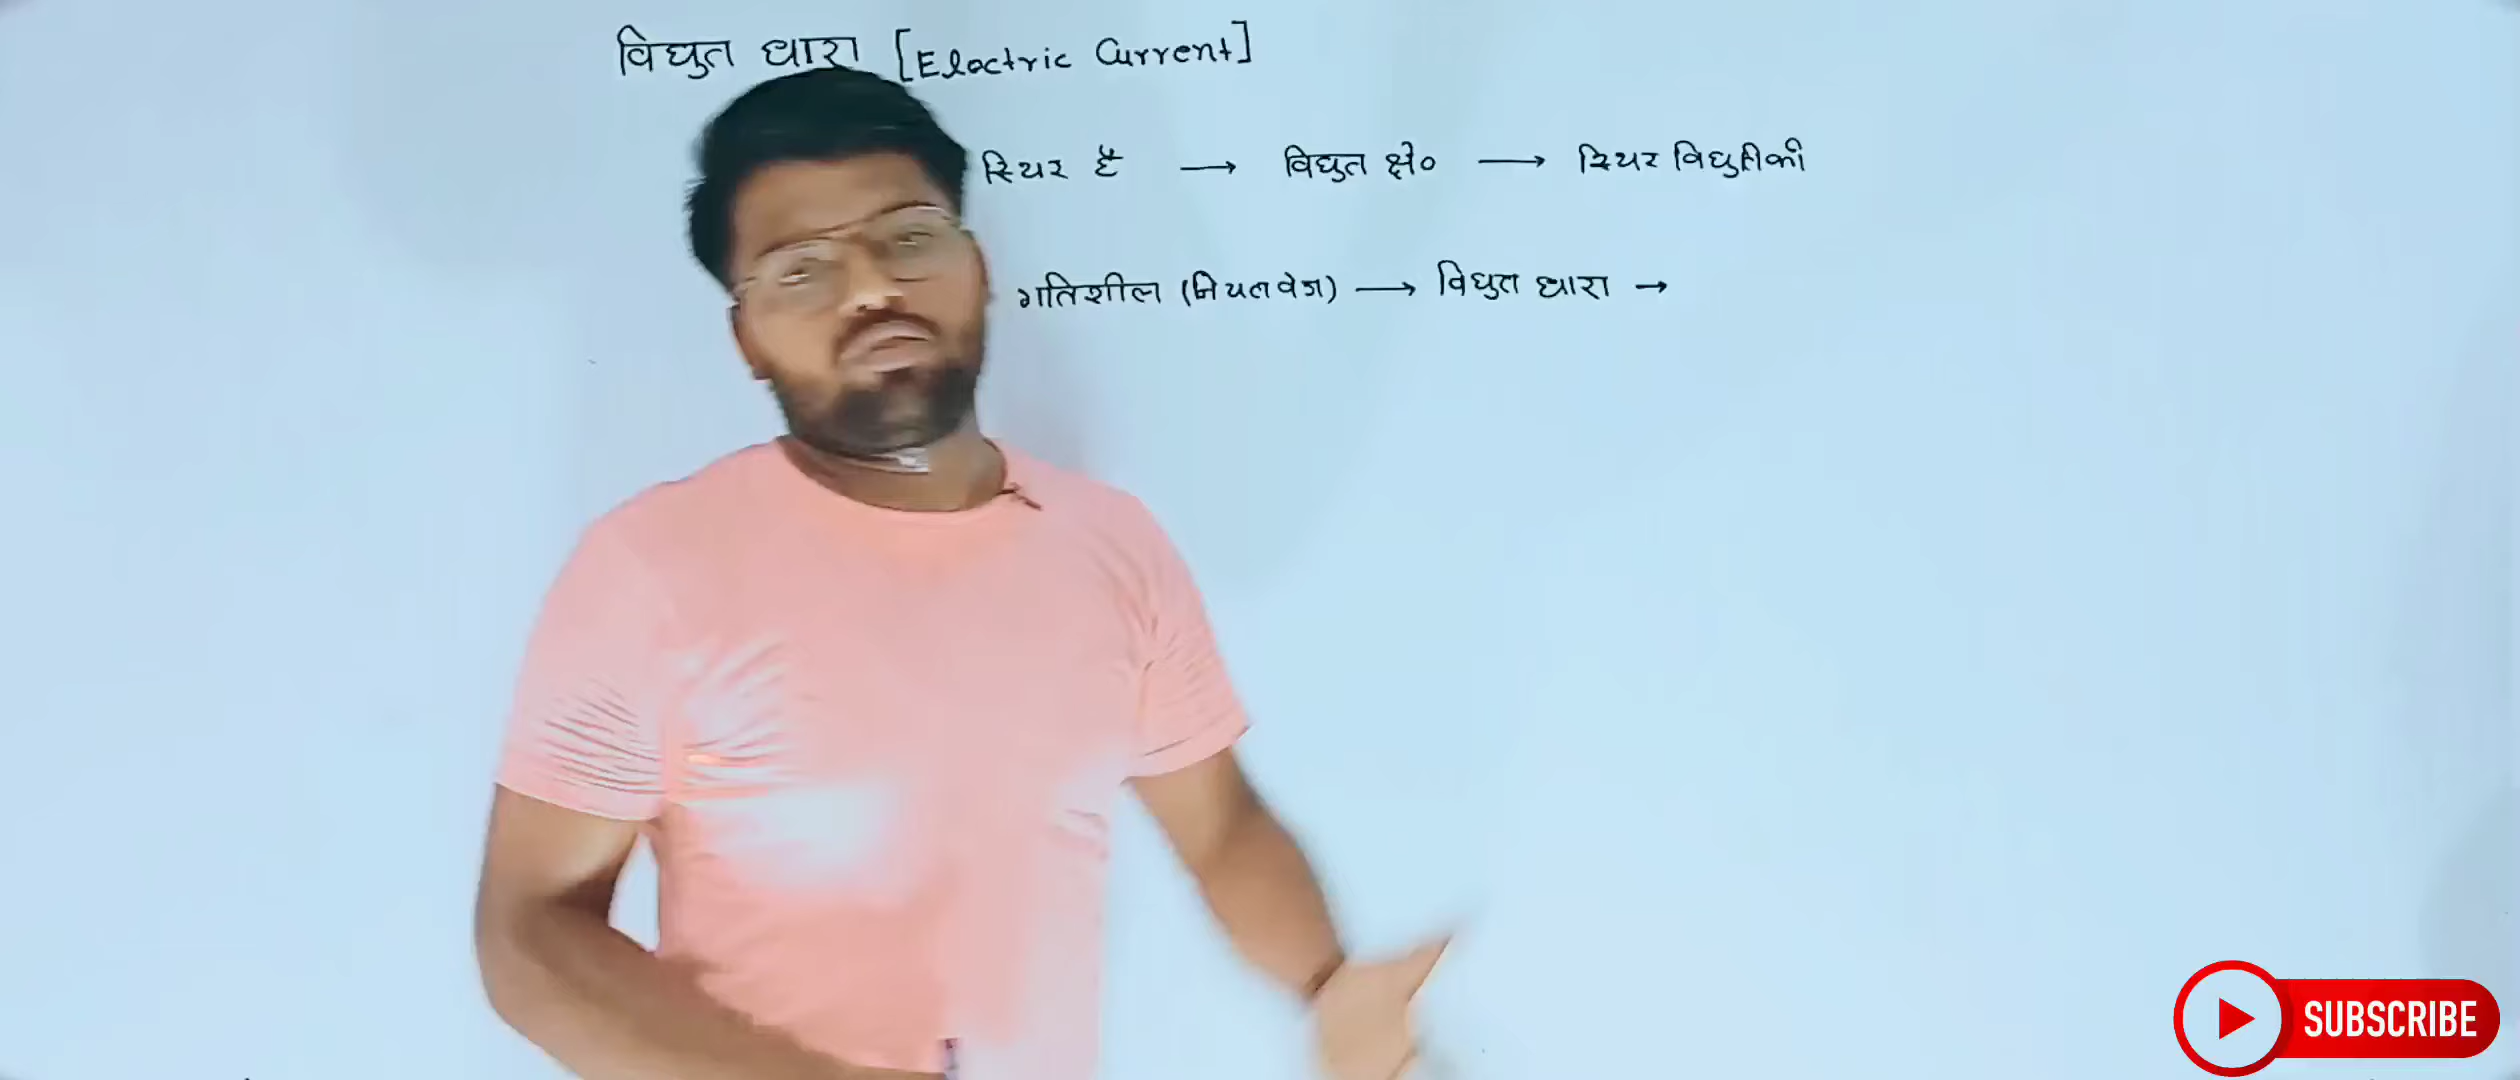 विद्युत धारा [Electric Current]
स्थिर है → विद्युत क्षे० → स्थिर विद्युतिकी
गतिशील (नियतवेग) → विद्युत धारा →
SUBSCRIBE